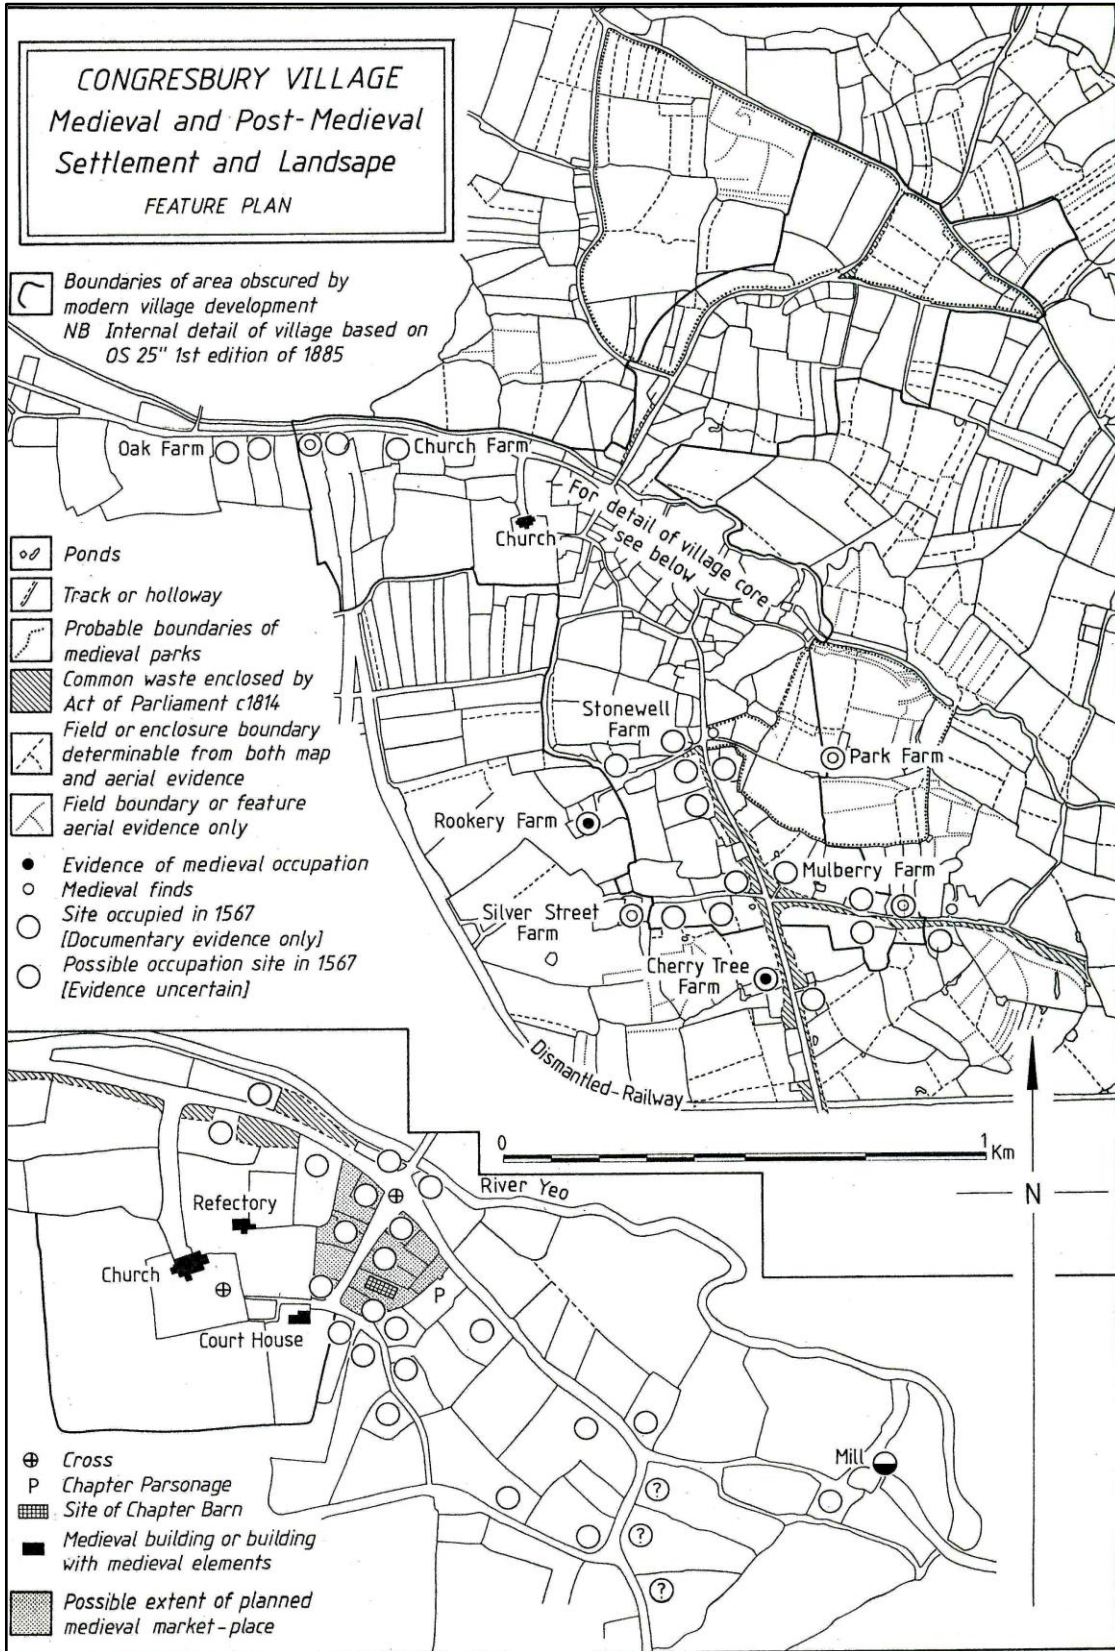 CONGRESBURY VILLAGE
Medieval and Post-Medieval
Settlement and Landsape
FEATURE PLAN
Boundaries of area obscured by
modern village development
NB Internal detail of village based on
OS 25" 1st edition of 1885
Oak Farm
Church Farm
Church
For detail of village core
see below
Ponds
Track or holloway
Probable boundaries of
medieval parks
Common waste enclosed by
Act of Parliament c1814
Field or enclosure boundary
determinable from both map
and aerial evidence
Field boundary or feature
aerial evidence only
Evidence of medieval occupation
Medieval finds
Site occupied in 1567
[Documentary evidence only]
Possible occupation site in 1567
[Evidence uncertain]
Stonewell
Farm
Park Farm
Rookery Farm
Mulberry Farm
Silver Street
Farm
Cherry Tree
Farm
Dismantled-Railway
0
1
Km
N
River Yeo
Refectory
Church
P
Court House
Mill
?
?
?
Cross
P
Chapter Parsonage
Site of Chapter Barn
Medieval building or building
with medieval elements
Possible extent of planned
medieval market-place